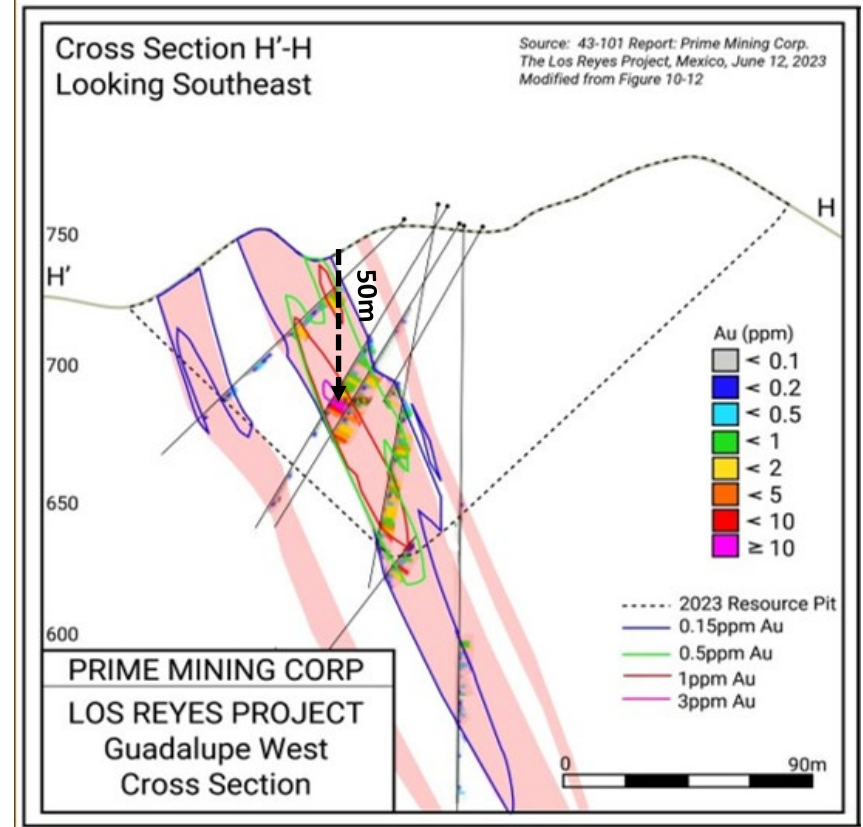 Cross Section H'-H
Looking Southeast
Source: 43-101 Report: Prime Mining Corp.
The Los Reyes Project, Mexico, June 12, 2023
Modified from Figure 10-12
H
750
H'
50m
700
650
600
Au (ppm)
< 0.1
< 0.2
< 0.5
< 1
< 2
< 5
< 10
≥ 10
2023 Resource Pit
0.15ppm Au
0.5ppm Au
1ppm Au
3ppm Au
PRIME MINING CORP
LOS REYES PROJECT
Guadalupe West
Cross Section
0 90m